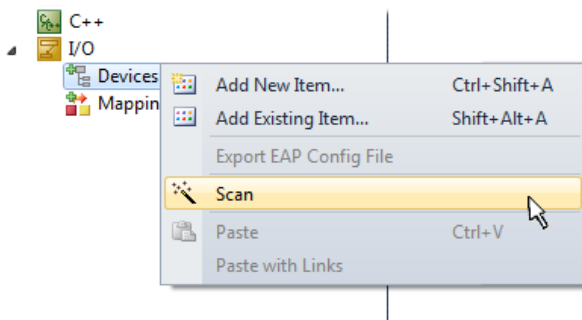 C++
I/O
Devices
Mappin
Add New Item... Ctrl+Shift+A
Add Existing Item... Shift+Alt+A
Export EAP Config File
Scan
Paste Ctrl+V
Paste with Links